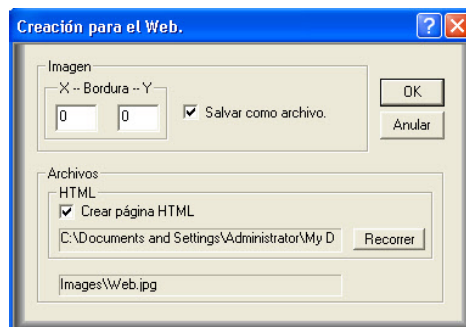 Creación para el Web.
Imagen
X -- Bordura -- Y
0 0
Salvar como archivo.
OK
Anular
Archivos
HTML
Crear página HTML
C:\Documents and Settings\Administrator\My D
Recorrer
Images\Web.jpg